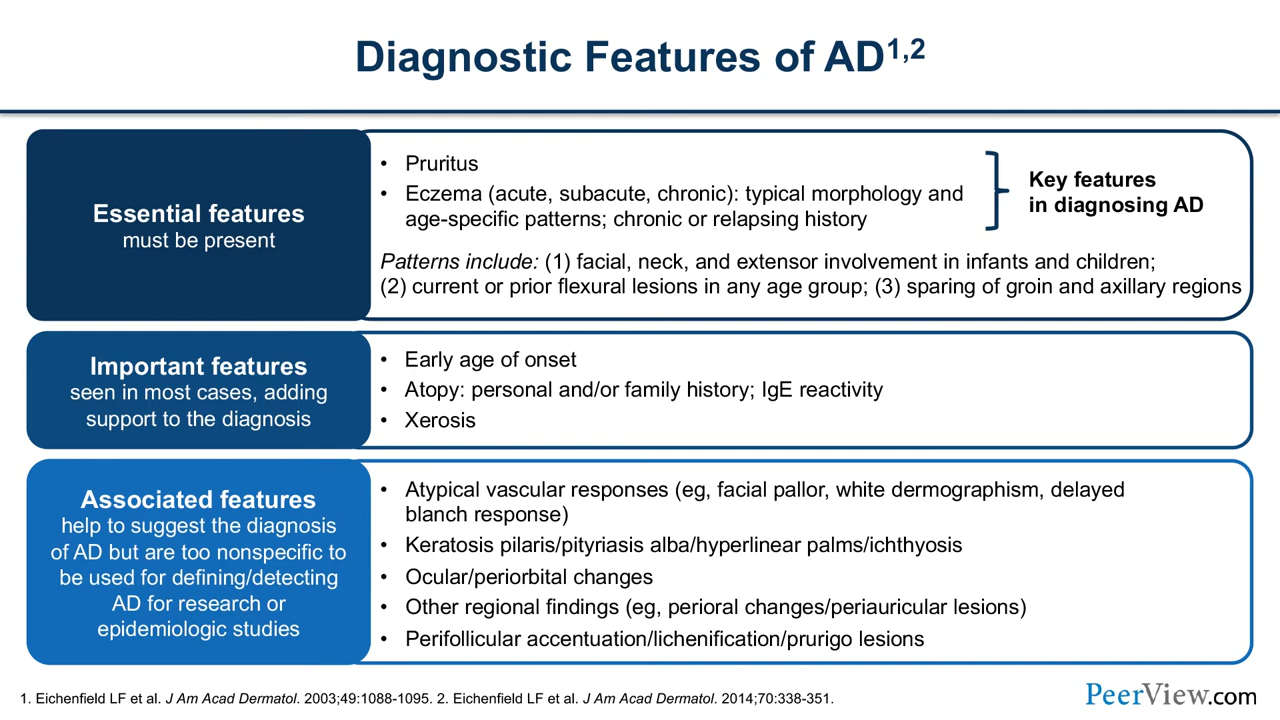 Diagnostic Features of AD1,2
Essential features
must be present
• Pruritus
• Eczema (acute, subacute, chronic): typical morphology and
age-specific patterns; chronic or relapsing history
Key features
in diagnosing AD
Patterns include: (1) facial, neck, and extensor involvement in infants and children;
(2) current or prior flexural lesions in any age group; (3) sparing of groin and axillary regions
Important features
seen in most cases, adding
support to the diagnosis
• Early age of onset
• Atopy: personal and/or family history; IgE reactivity
• Xerosis
Associated features
help to suggest the diagnosis
of AD but are too nonspecific to
be used for defining/detecting
AD for research or
epidemiologic studies
• Atypical vascular responses (eg, facial pallor, white dermographism, delayed
blanch response)
• Keratosis pilaris/pityriasis alba/hyperlinear palms/ichthyosis
• Ocular/periorbital changes
• Other regional findings (eg, perioral changes/periauricular lesions)
• Perifollicular accentuation/lichenification/prurigo lesions
1. Eichenfield LF et al. J Am Acad Dermatol. 2003;49:1088-1095. 2. Eichenfield LF et al. J Am Acad Dermatol. 2014;70:338-351.
PeerView.com